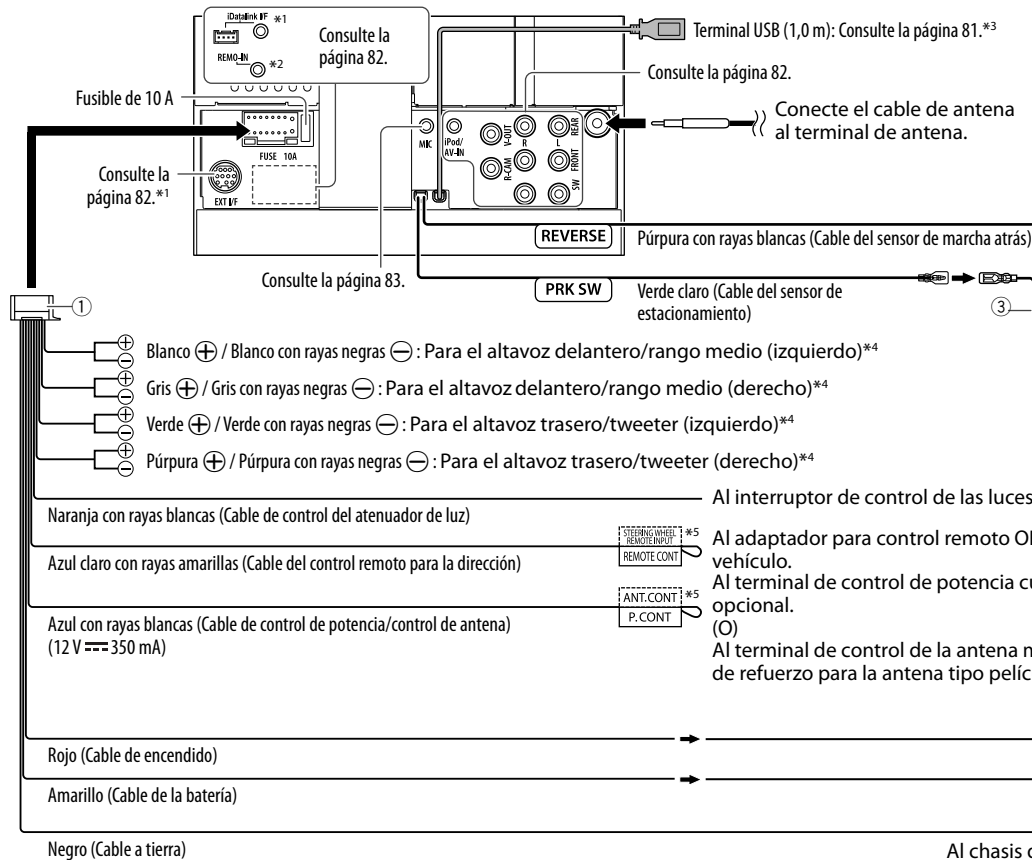 iDatalink I/F
*1
REMO-IN
*2
Consulte la
página 82.
Terminal USB (1,0 m): Consulte la página 81.*3
Consulte la página 82.
Fusible de 10 A
Conecte el cable de antena
al terminal de antena.
FUSE 10A
MIC
iPod/
AV-IN
V-OUT
R-CAM
R
L
REAR
FRONT
SW
Consulte la
página 82.*1
EXT I/F
REVERSE
Púrpura con rayas blancas (Cable del sensor de marcha atrás)
Consulte la página 83.
PRK SW
Verde claro (Cable del sensor de
estacionamiento)
③
①
Blanco ⊕ / Blanco con rayas negras ⊖ : Para el altavoz delantero/rango medio (izquierdo)*4
Gris ⊕ / Gris con rayas negras ⊖ : Para el altavoz delantero/rango medio (derecho)*4
Verde ⊕ / Verde con rayas negras ⊖ : Para el altavoz trasero/tweeter (izquierdo)*4
Púrpura ⊕ / Púrpura con rayas negras ⊖ : Para el altavoz trasero/tweeter (derecho)*4
Al interruptor de control de las luces
Naranja con rayas blancas (Cable de control del atenuador de luz)
STEERING WHEEL
REMOTE INPUT
REMOTE CONT
*5
Al adaptador para control remoto
vehículo.
Azul claro con rayas amarillas (Cable del control remoto para la dirección)
ANT.CONT
P.CONT
*5
Al terminal de control de potencia
opcional.
(O)
Al terminal de control de la antena
de refuerzo para la antena tipo
Azul con rayas blancas (Cable de control de potencia/control de antena)
(12 V ⎓ 350 mA)
Rojo (Cable de encendido)
Amarillo (Cable de la batería)
Negro (Cable a tierra)
Al chasis